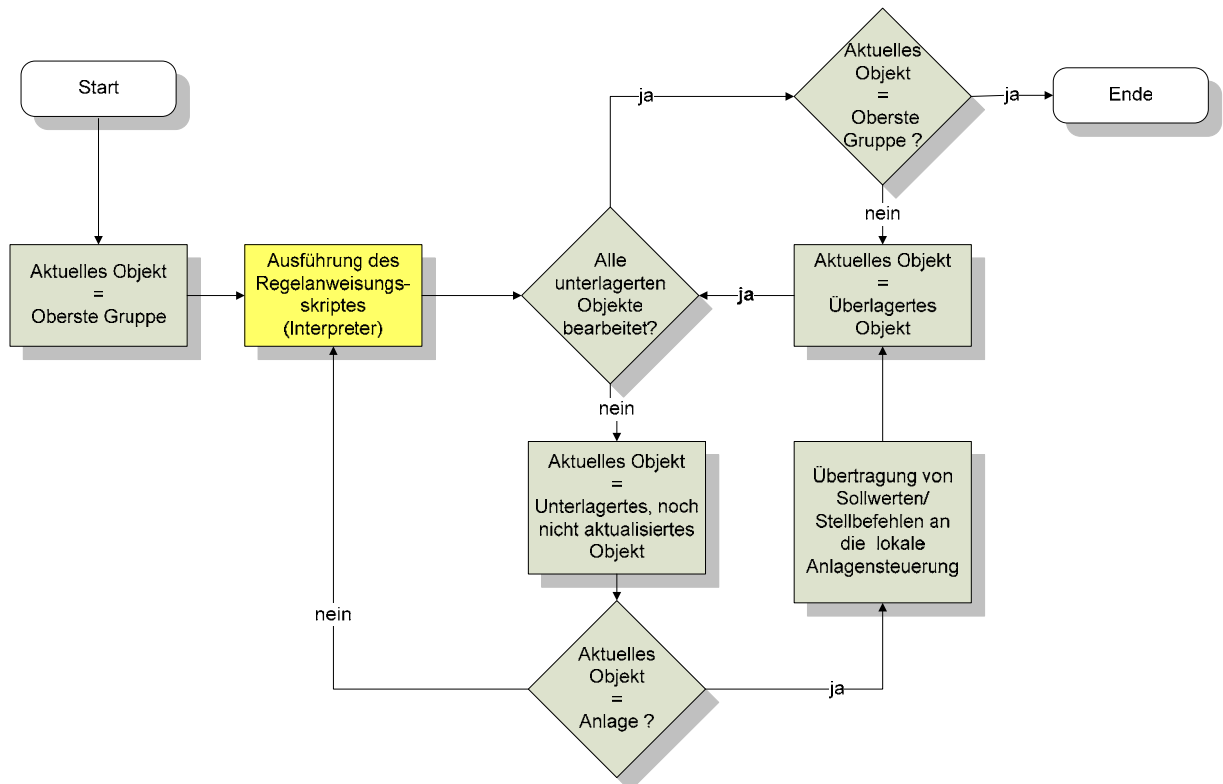 Start
Aktuelles Objekt
=
Oberste Gruppe
Ausführung des
Regelanweisungs-
skriptes
(Interpreter)
Alle
unterlagerten
Objekte
bearbeitet?
ja
Aktuelles
Objekt
=
Oberste
Gruppe ?
ja
Ende
nein
Aktuelles Objekt
=
Überlagertes
Objekt
ja
nein
Aktuelles Objekt
=
Unterlagertes, noch
nicht aktualisiertes
Objekt
Aktuelles
Objekt
=
Anlage ?
nein
ja
Übertragung von
Sollwerten/
Stellbefehlen an
die lokale
Anlagensteuerung